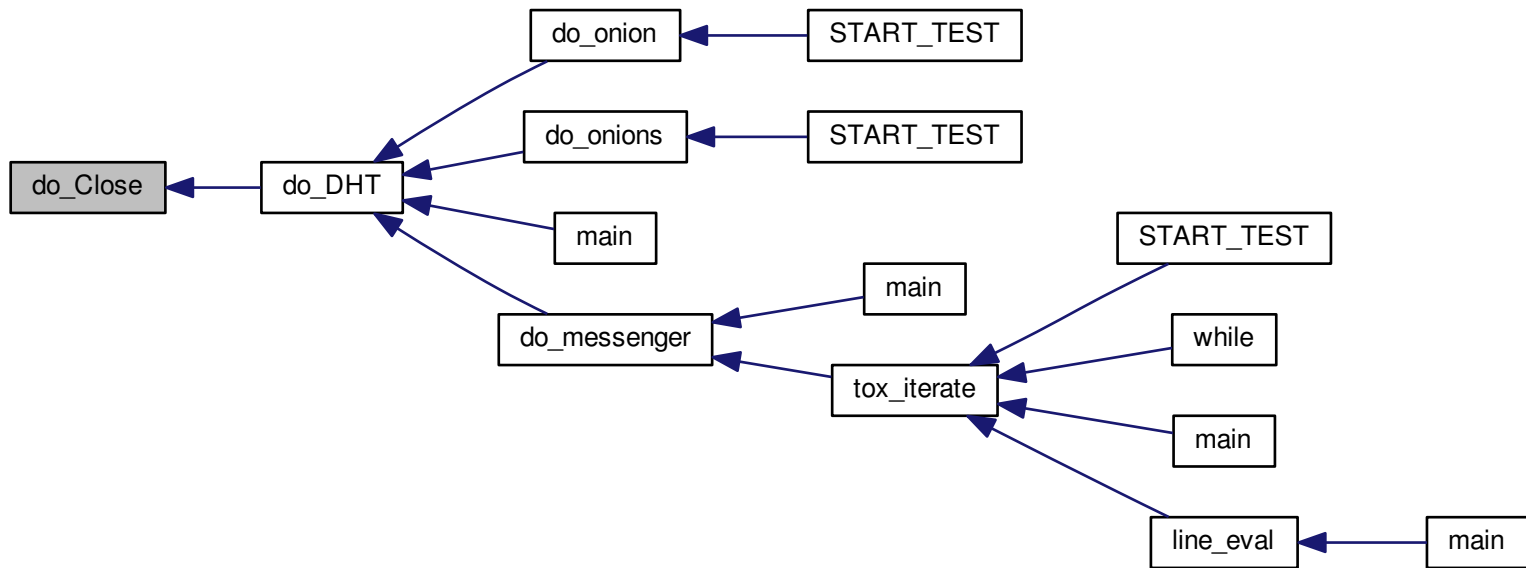 do_onion
START_TEST
do_onions
START_TEST
do_Close
do_DHT
main
START_TEST
main
do_messenger
while
tox_iterate
main
line_eval
main